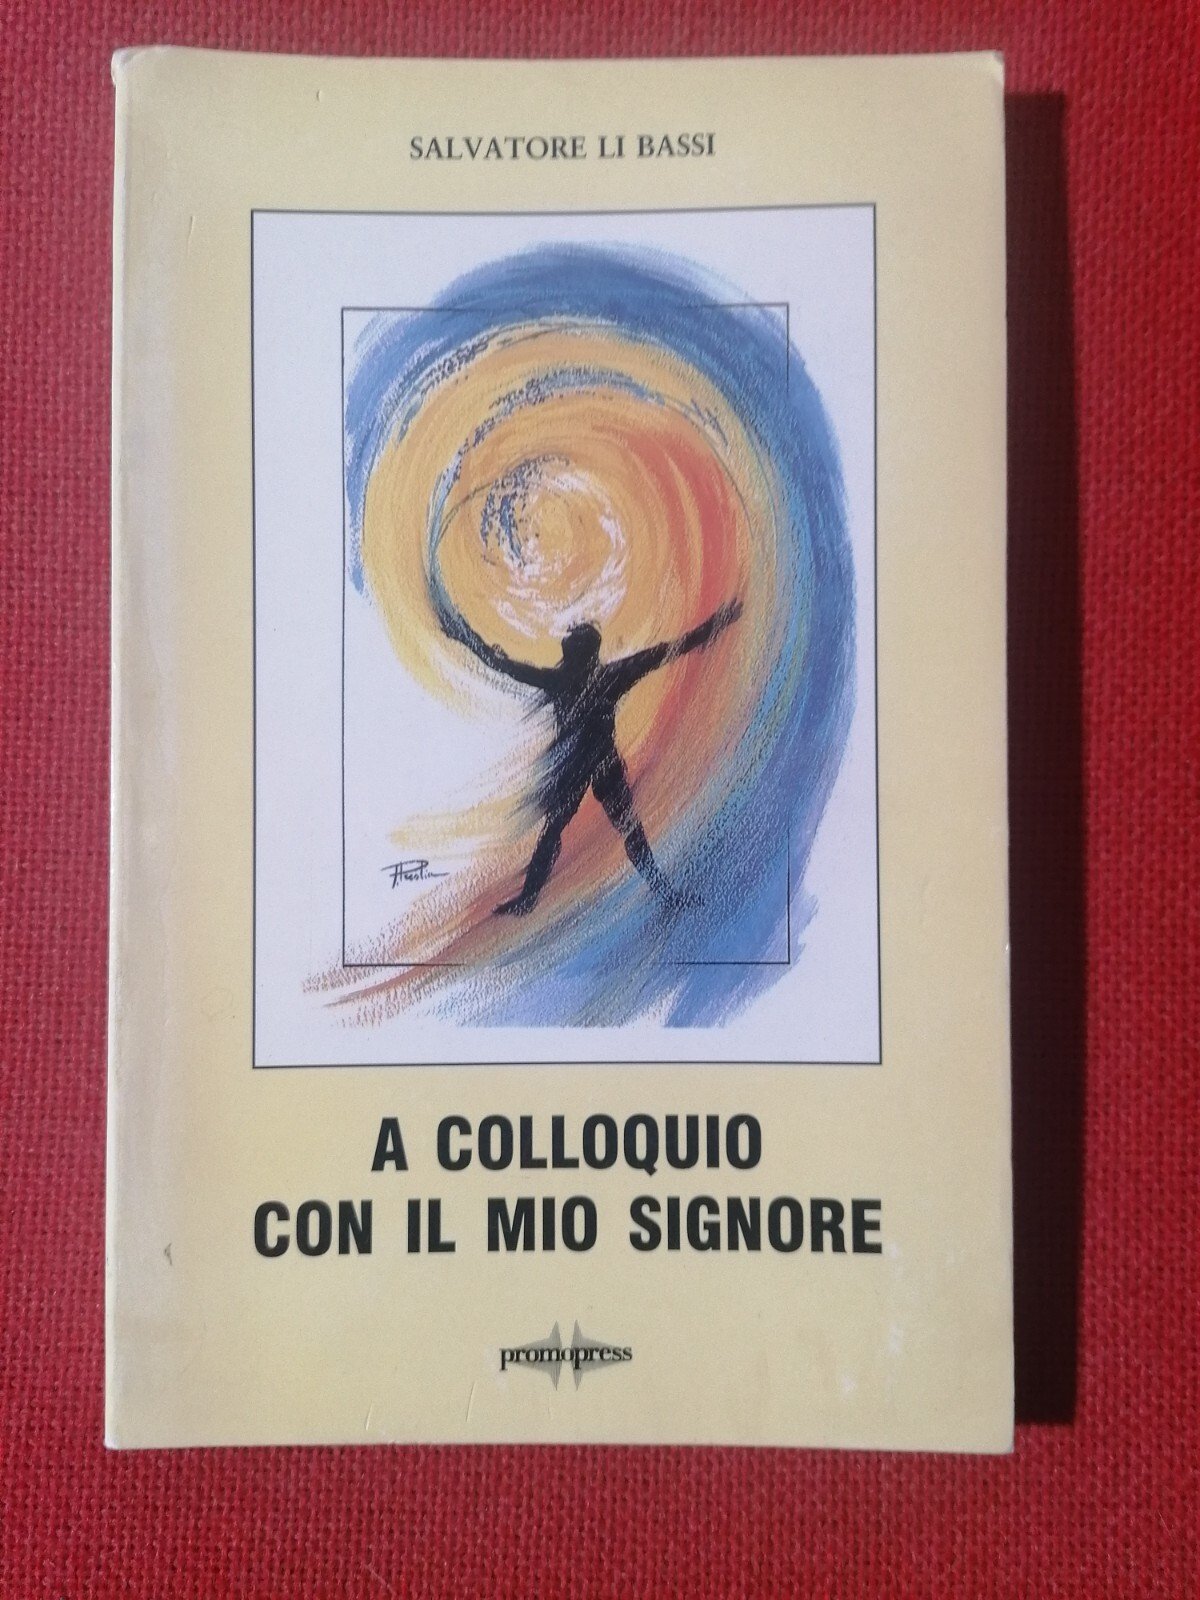 SALVATORE LI BASSI
A COLLOQUIO
CON IL MIO SIGNORE
promopress